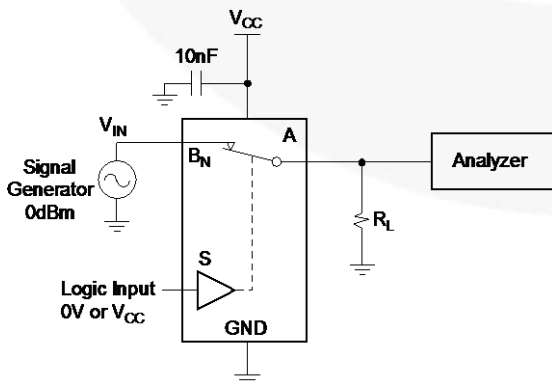 VCC
10nF
VIN
A
BN
Analyzer
Signal
Generator
0dBm
RL
S
Logic Input
0V or VCC
GND